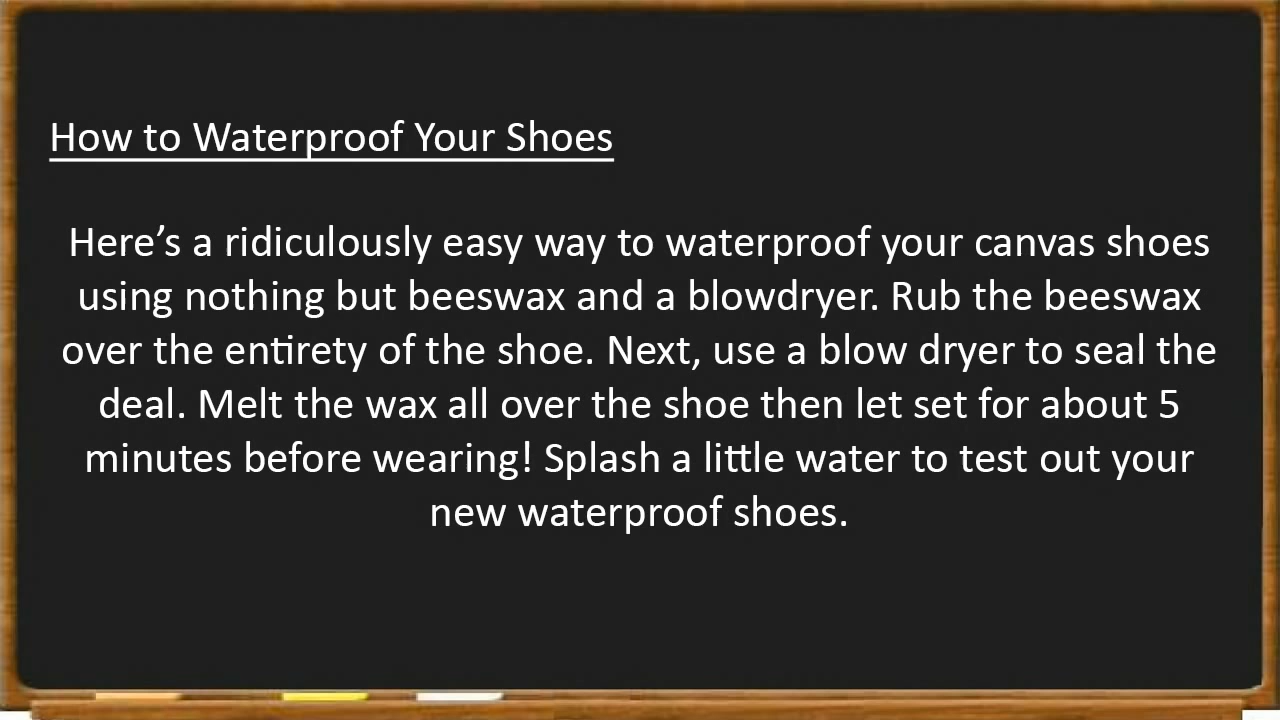 How to Waterproof Your Shoes
Here’s a ridiculously easy way to waterproof your canvas shoes
using nothing but beeswax and a blowdryer. Rub the beeswax
over the entirety of the shoe. Next, use a blow dryer to seal the
deal. Melt the wax all over the shoe then let set for about 5
minutes before wearing! Splash a little water to test out your
new waterproof shoes.